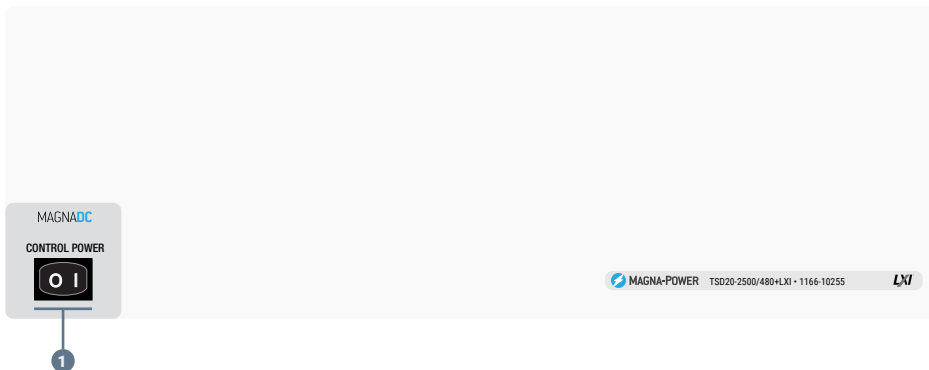 MAGNADC
CONTROL POWER
O I
MAGNA-POWER TSD20-2500/480+LXI • 1166-10255 LXI
1